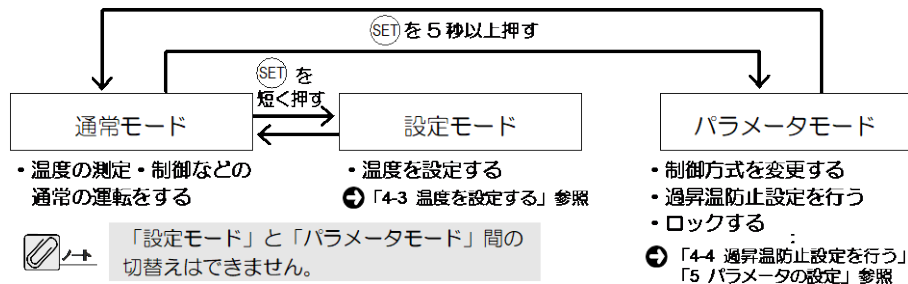 SETを5秒以上押す
SETを
短く押す
通常モード
設定モード
パラメータモード
・温度の測定・制御などの
通常の運転をする
・温度を設定する
「4-3 温度を設定する」参照
・制御方式を変更する
・過昇温防止設定を行う
・ロックする
「4-4 過昇温防止設定を行う」
「5 パラメータの設定」参照
ノート
「設定モード」と「パラメータモード」間の
切替えはできません。